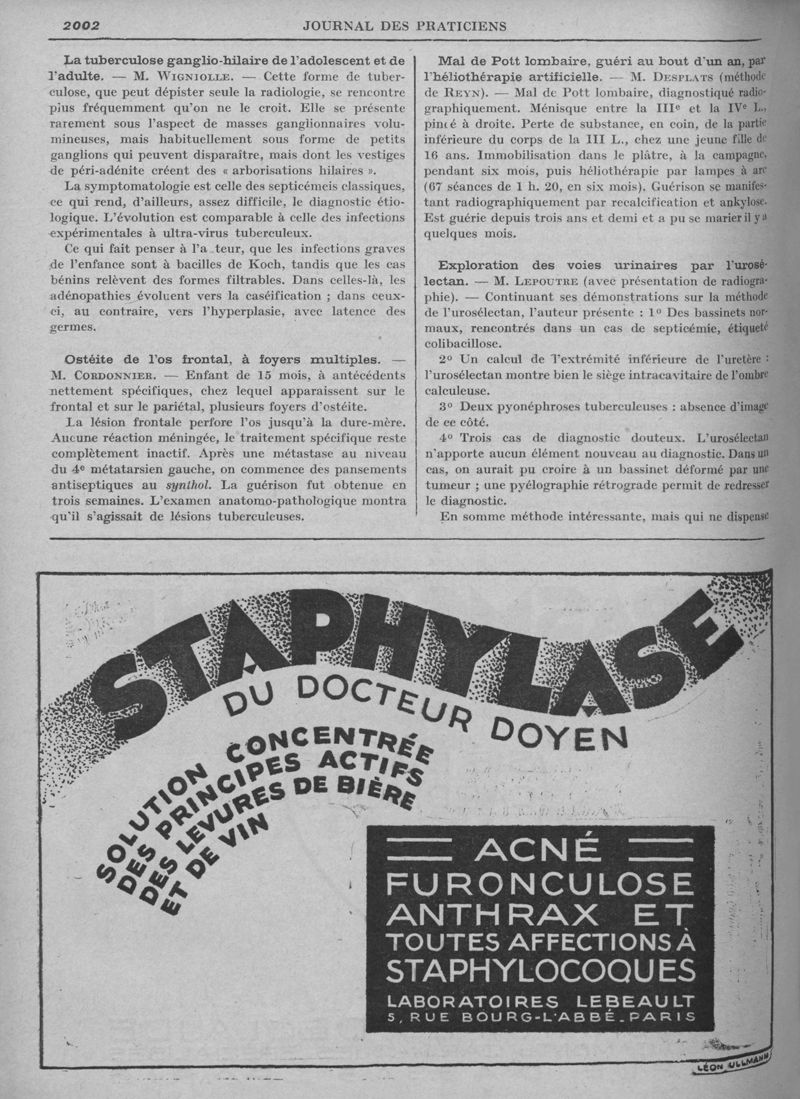 2002
JOURNAL DES PRATICIENS
La tuberculose ganglio-hilaire de l'adolescent et de
l'adulte. — M. WIGNIOLLE. — Cette forme de tuber-
culose, que peut dépister seule la radiologie, se rencontre
plus fréquemment qu'on ne le croit. Elle se présente
rarement sous l'aspect de masses ganglionnaires volu-
mineuses, mais habituellement sous forme de petits
ganglions qui peuvent disparaître, mais dont les vestiges
de péri-adénite créent des « arborisations hilaires ».
La symptomatologie est celle des septicémeis classiques,
ce qui rend, d'ailleurs, assez difficile, le diagnostic étio-
logique. L'évolution est comparable à celle des infections
expérimentales à ultra-virus tuberculeux.
Ce qui fait penser à l'a teur, que les infections graves
de l'enfance sont à bacilles de Koch, tandis que les cas
bénins relèvent des formes filtrables. Dans celles-là, les
adénopathies évoluent vers la caséification ; dans ceux-
ci, au contraire, vers l'hyperplasie, avec latence des
germes.
Ostéite de l'os frontal, à foyers multiples. —
M. CORDONNIER. — Enfant de 15 mois, à antécédents
nettement spécifiques, chez lequel apparaissent sur le
frontal et sur le pariétal, plusieurs foyers d'ostéite.
La lésion frontale perfore l'os jusqu'à la dure-mère.
Aucune réaction méningée, le traitement spécifique reste
complètement inactif. Après une métastase au niveau
du 4e métatarsien gauche, on commence des pansements
antiseptiques au synthol. La guérison fut obtenue en
trois semaines. L'examen anatomo-pathologique montra
qu'il s'agissait de lésions tuberculeuses.
Mal de Pott lombaire, guéri au bout d'un an, par
l'héliothérapie artificielle. — M. DESPLATS (méthode
de REYN). — Mal de Pott lombaire, diagnostiqué radio-
graphiquement. Ménisque entre la IIIe et la IVe L.,
pincé à droite. Perte de substance, en coin, de la partie
inférieure du corps de la III L., chez une jeune fille de
16 ans. Immobilisation dans le plâtre, à la campagne,
pendant six mois, puis héliothérapie par lampes à arc
(67 séances de 1 h. 20, en six mois). Guérison se manifes-
tant radiographiquement par recalcification et ankylose.
Est guérie depuis trois ans et demi et a pu se marier il y a
quelques mois.
Exploration des voies urinaires par l'urosé-
lectan. — M. LEPOUTRE (avec présentation de radiogra-
phie). — Continuant ses démonstrations sur la méthode
de l'urosélectan, l'auteur présente : 1° Des bassinets nor-
maux, rencontrés dans un cas de septicémie, étiqueté
colibacillose.
2° Un calcul de l'extrémité inférieure de l'uretère :
l'urosélectan montre bien le siège intracavitaire de l'ombre
calculeuse.
3° Deux pyonéphroses tuberculeuses : absence d'image
de ce côté.
4° Trois cas de diagnostic douteux. L'urosélectan
n'apporte aucun élément nouveau au diagnostic. Dans un
cas, on aurait pu croire à un bassinet déformé par une
tumeur ; une pyélographie rétrograde permit de redresser
le diagnostic.
En somme méthode intéressante, mais qui ne dispense
STAPHYLASE
DU DOCTEUR DOYEN
SOLUTION CONCENTRÉE
DES PRINCIPES ACTIFS
DES LEVURES DE BIÈRE
ET DE VIN
ACNÉ
FURONCULOSE
ANTHRAX ET
TOUTES AFFECTIONS À
STAPHYLOCOQUES
LABORATOIRES LEBEAULT
5, RUE BOURG-L'ABBÉ_PARIS
LÉON ULLMANN